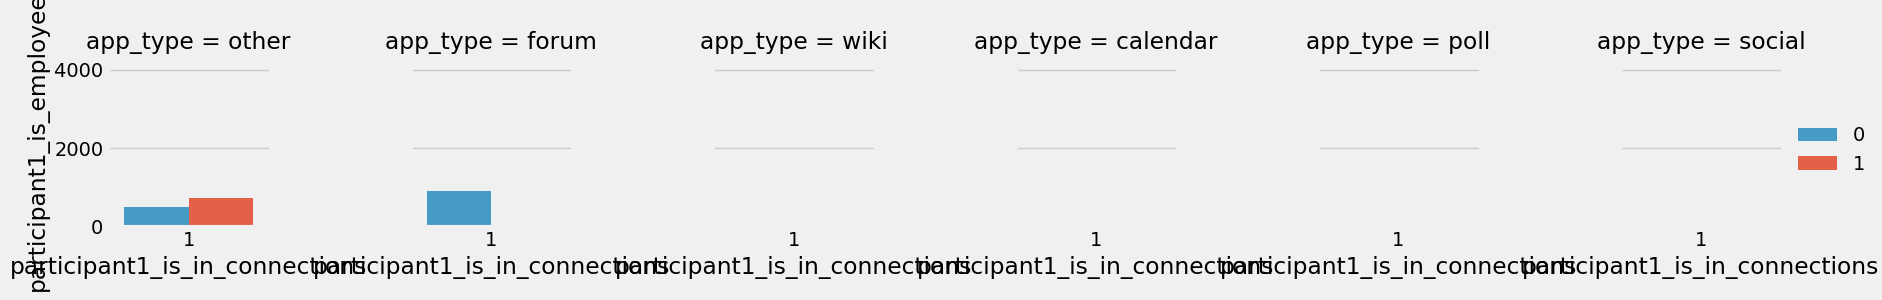 app_type = other
app_type = forum
app_type = wiki
app_type = calendar
app_type = poll
app_type = social
participant1_is_employee
4000
2000
0
1
1
1
1
1
1
participant1_is_in_connections
participant1_is_in_connections
participant1_is_in_connections
participant1_is_in_connections
participant1_is_in_connections
participant1_is_in_connections
0
1